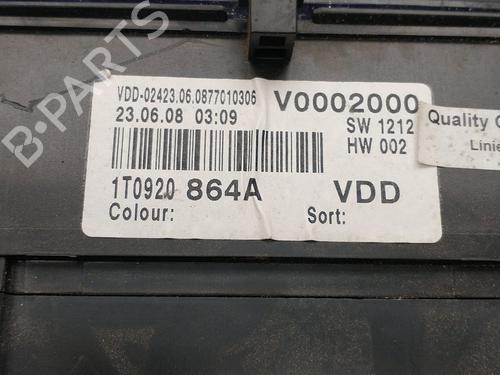 B-PARTS
VDD-02423.06.0877010306 V0002000
23.06.08 03:09 SW 1212
HW 002
1T0920 864A VDD
Colour: Sort:
Quality
Linie